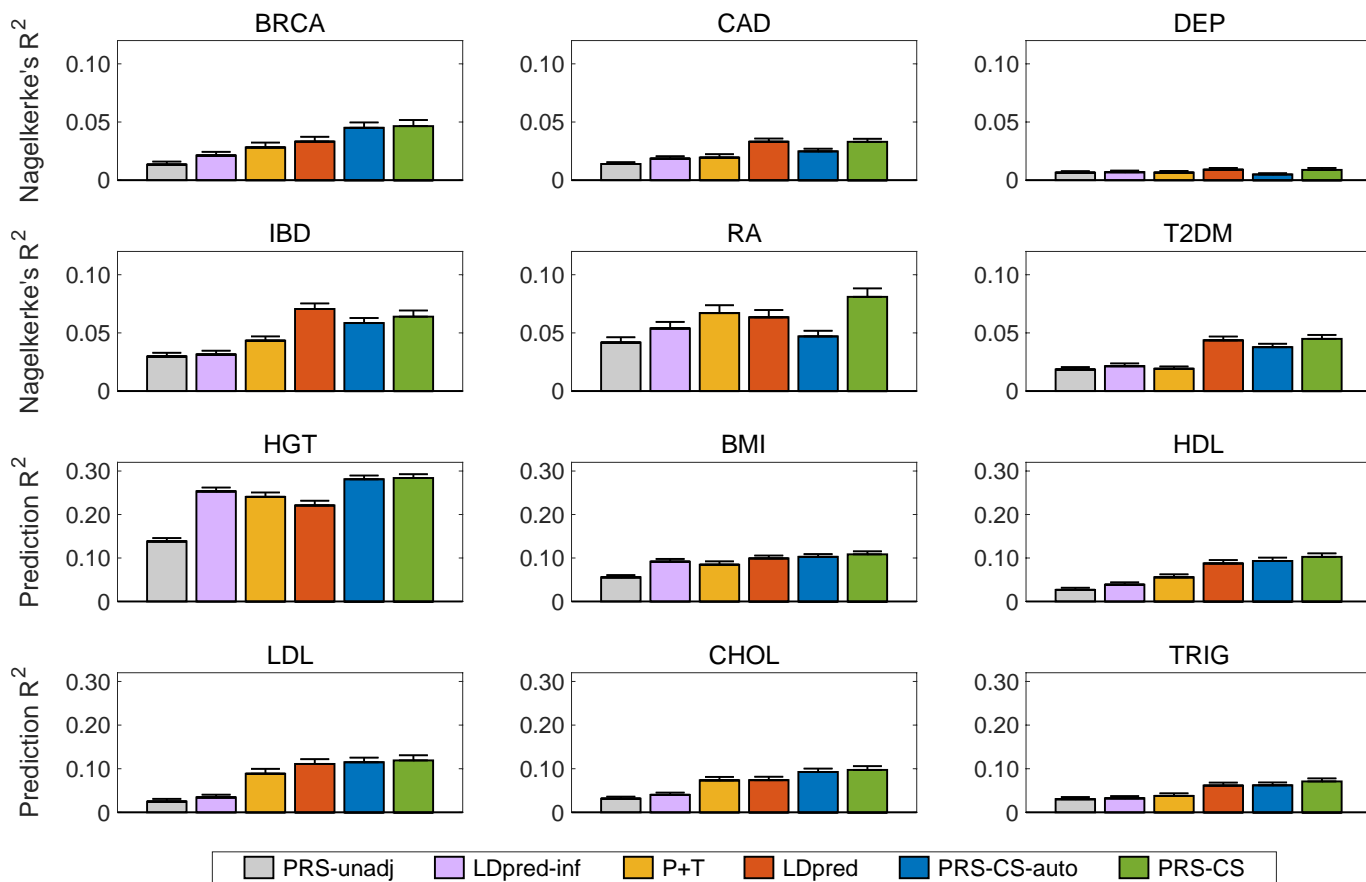 BRCA CAD DEP
Nagelkerke's R²
0.10 0.10 0.10
0.05 0.05 0.05
0 0 0
IBD RA T2DM
Nagelkerke's R²
0.10 0.10 0.10
0.05 0.05 0.05
0 0 0
HGT BMI HDL
Prediction R²
0.30 0.30 0.30
0.20 0.20 0.20
0.10 0.10 0.10
0 0 0
LDL CHOL TRIG
Prediction R²
0.30 0.30 0.30
0.20 0.20 0.20
0.10 0.10 0.10
0 0 0
PRS-unadj LDpred-inf P+T LDpred PRS-CS-auto PRS-CS